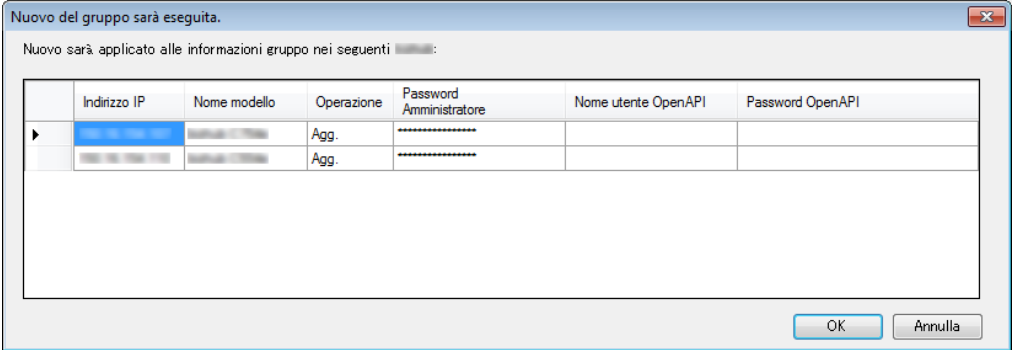 Nuovo del gruppo sarà eseguita.
Nuovo sarà applicato alle informazioni gruppo nei seguenti :
Indirizzo IP Nome modello Operazione Password Amministratore Nome utente OpenAPI Password OpenAPI
Agg. ****************
Agg. ****************
OK Annulla